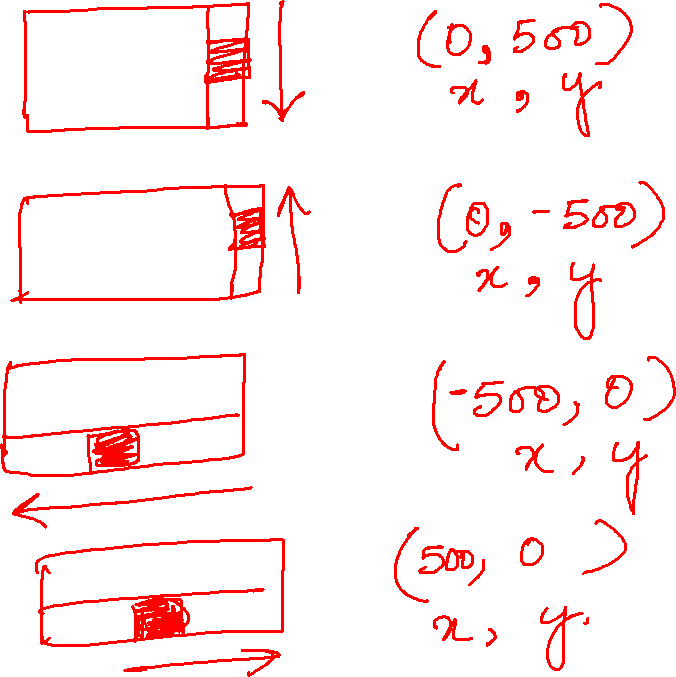 (0, 500)
x, y
(0, -500)
x, y
(-500, 0)
x, y
(500, 0)
x, y.